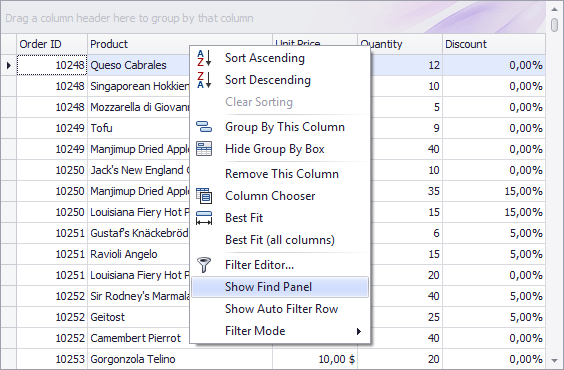 Drag a column header here to group by that column
Order ID Product Unit Price Quantity Discount
10248 Queso Cabrales 12 0,00%
10248 Singaporean Hokkien 10 0,00%
10248 Mozzarella di Giovann 5 0,00%
10249 Tofu 9 0,00%
10249 Manjimup Dried Apple 40 0,00%
10250 Jack's New England C 10 0,00%
10250 Manjimup Dried Apple 35 15,00%
10250 Louisiana Fiery Hot P 15 15,00%
10251 Gustaf's Knäckebröd 6 5,00%
10251 Ravioli Angelo 15 5,00%
10251 Louisiana Fiery Hot P 20 0,00%
10252 Sir Rodney's Marmala 40 5,00%
10252 Geitost 25 5,00%
10252 Camembert Pierrot 40 0,00%
10253 Gorgonzola Telino 10,00 $ 20 0,00%
Sort Ascending
Sort Descending
Clear Sorting
Group By This Column
Hide Group By Box
Remove This Column
Column Chooser
Best Fit
Best Fit (all columns)
Filter Editor...
Show Find Panel
Show Auto Filter Row
Filter Mode